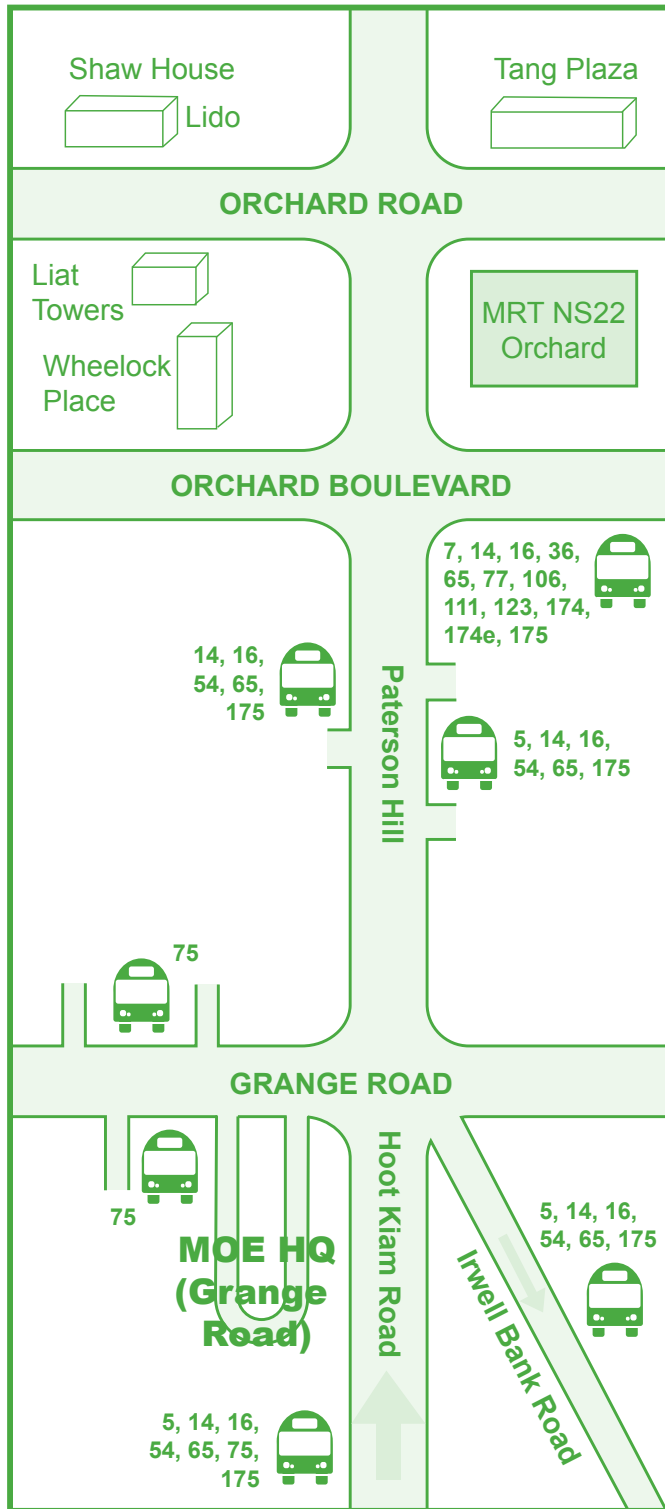 Shaw House
Lido
Tang Plaza
ORCHARD ROAD
Liat
Towers
Wheelock
Place
MRT NS22
Orchard
ORCHARD BOULEVARD
7, 14, 16, 36,
65, 77, 106,
111, 123, 174,
174e, 175
14, 16,
54, 65,
175
Paterson Hill
5, 14, 16,
54, 65, 175
75
GRANGE ROAD
75
Hoot Kiam Road
MOE HQ
(Grange
Road)
5, 14, 16,
54, 65, 175
Irwell Bank Road
5, 14, 16,
54, 65, 75,
175